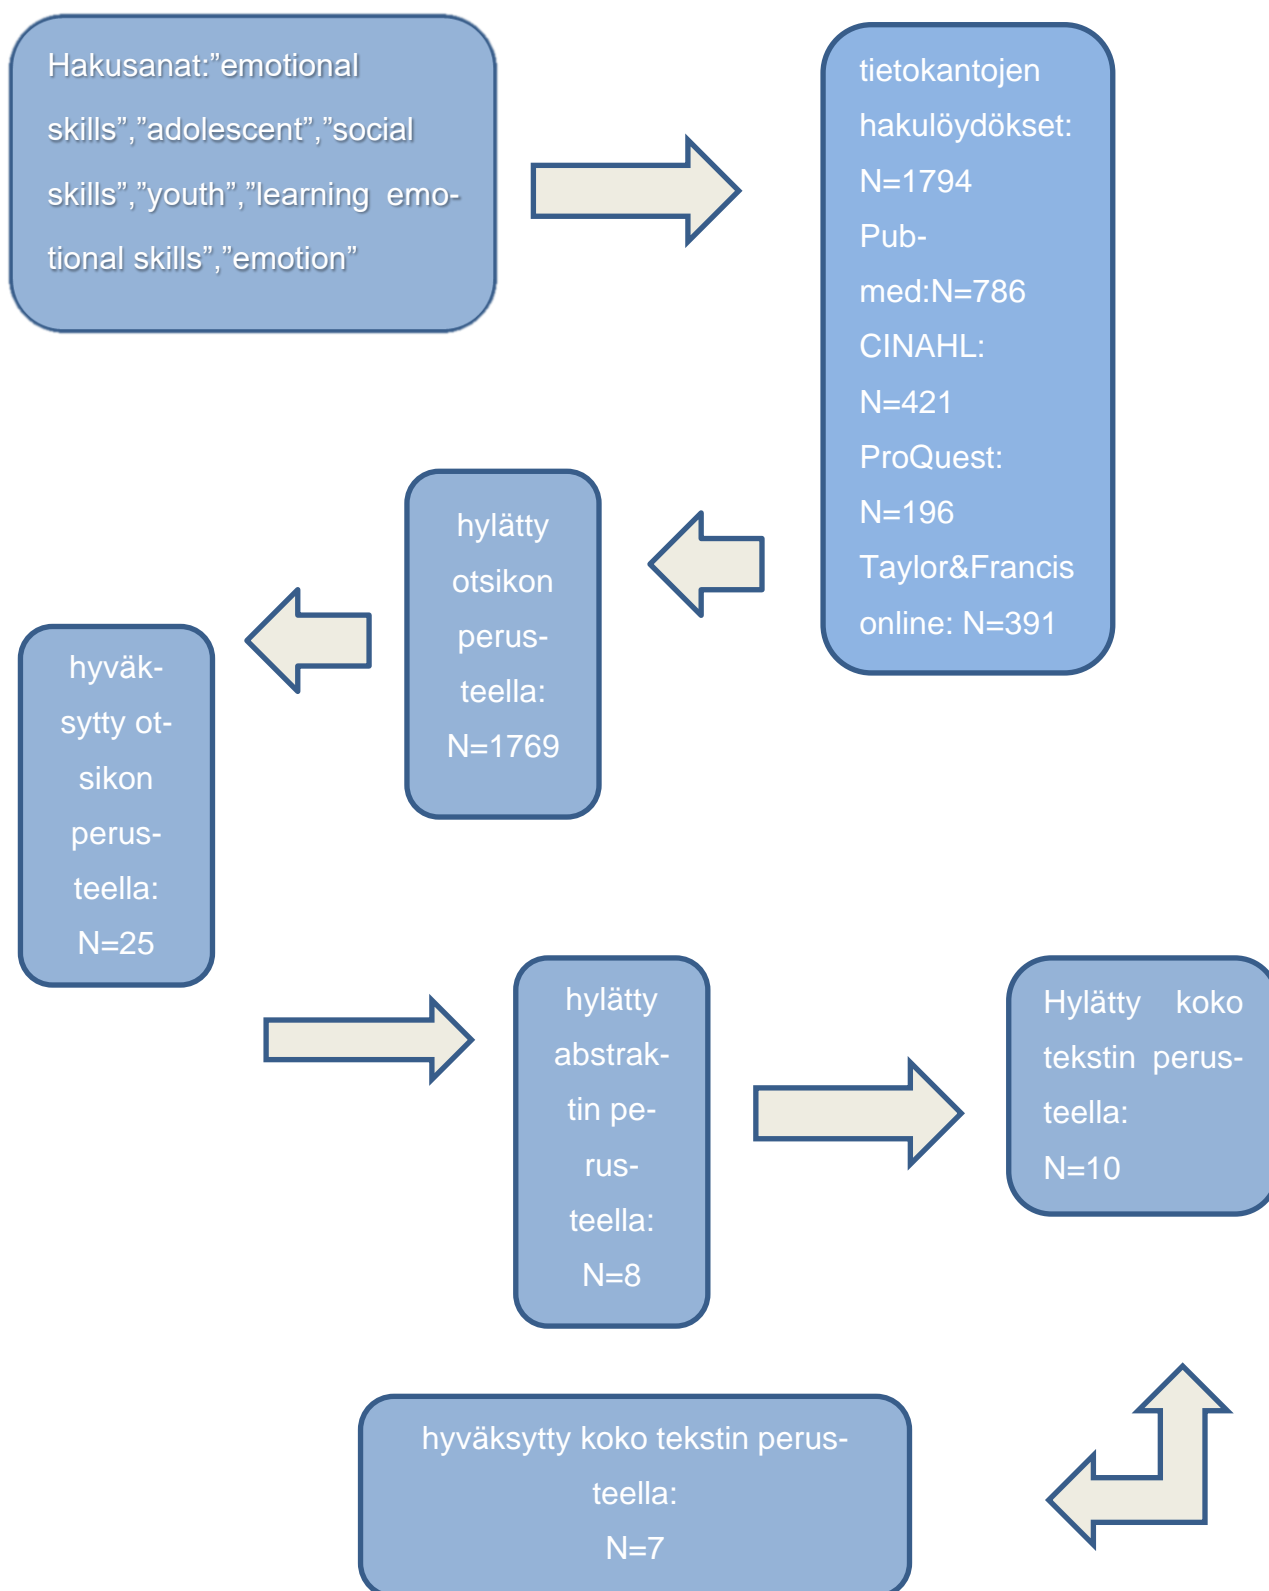 Hakusanat:”emotional
skills”,”adolescent”,”social
skills”,”youth”,”learning emo-
tional skills”,”emotion”
tietokantojen
hakulöydökset:
N=1794
Pub-
med:N=786
CINAHL:
N=421
ProQuest:
N=196
Taylor&Francis
online: N=391
hylätty
otsikon
perus-
teella:
N=1769
hyväk-
sytty ot-
sikon
perus-
teella:
N=25
hylätty
abstrak-
tin pe-
rus-
teella:
N=8
Hylätty koko
tekstin perus-
teella:
N=10
hyväksytty koko tekstin perus-
teella:
N=7